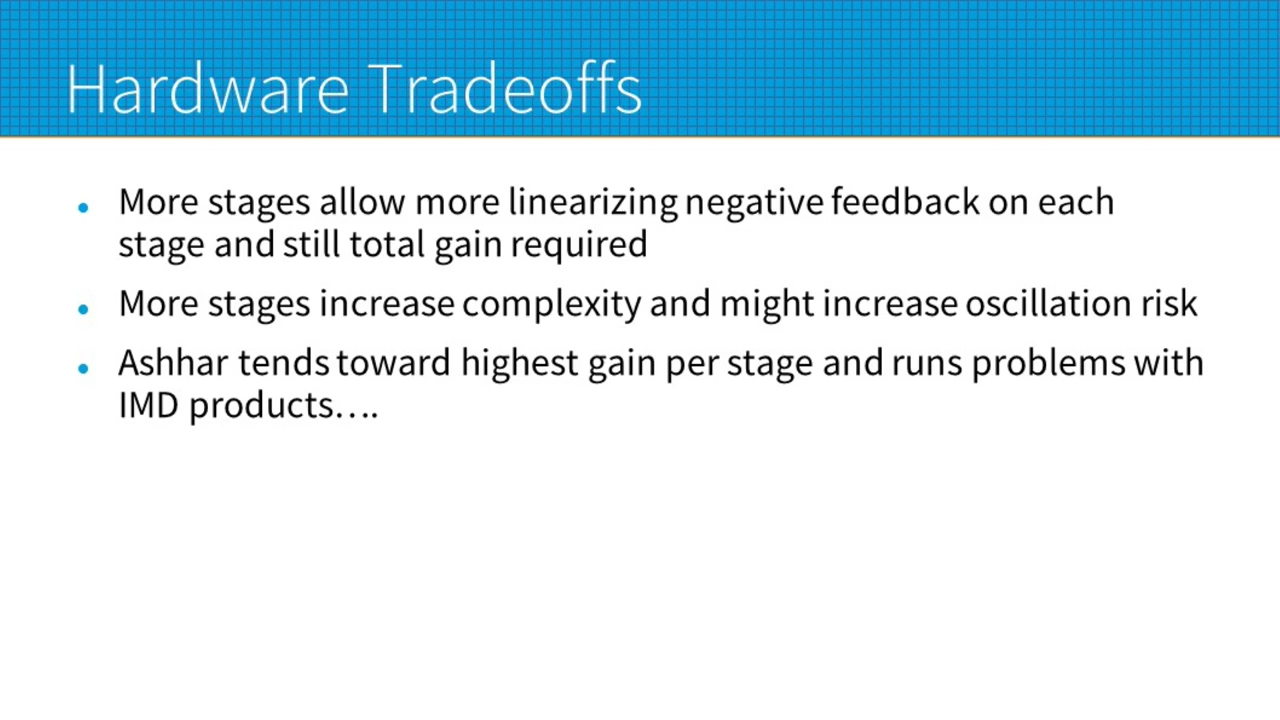 Hardware Tradeoffs
More stages allow more linearizing negative feedback on each
stage and still total gain required
More stages increase complexity and might increase oscillation risk
Ashhar tends toward highest gain per stage and runs problems with
IMD products….